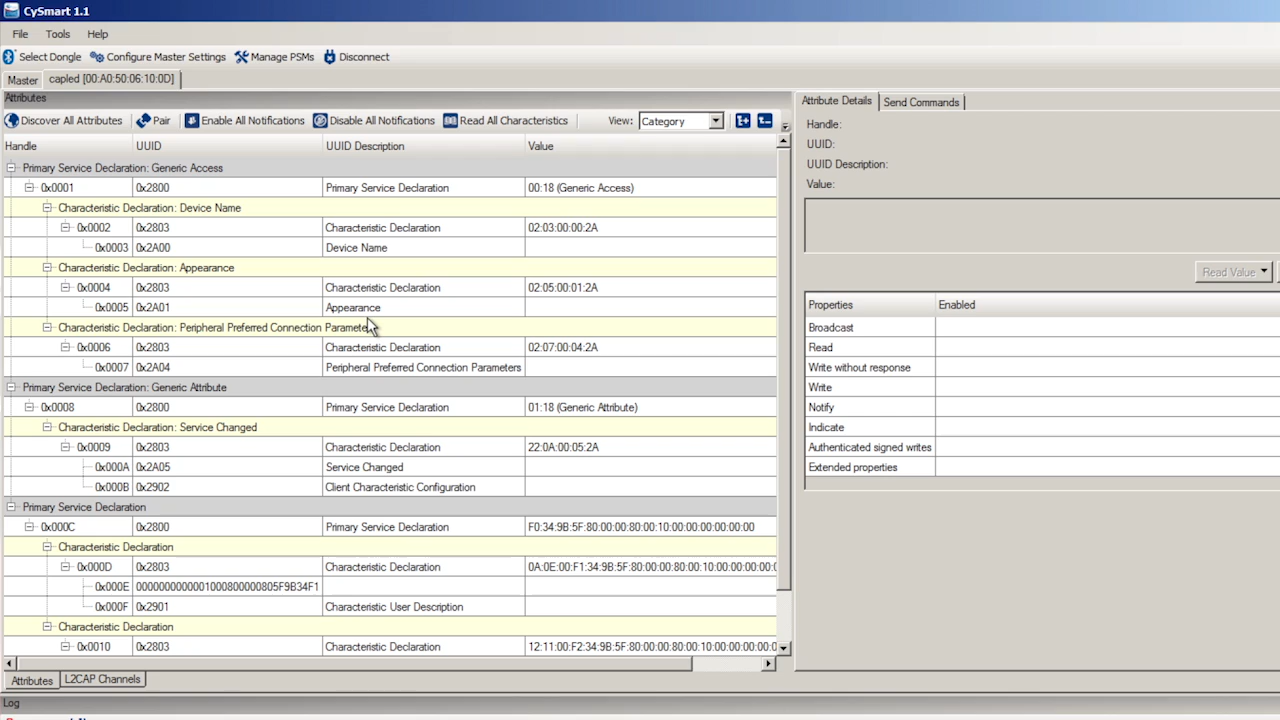 CySmart 1.1
File Tools Help
Select Dongle Configure Master Settings Manage PSMs Disconnect
Master capled [00:A0:50:06:10:0D]
Attributes
Discover All Attributes Pair Enable All Notifications Disable All Notifications Read All Characteristics View: Category
Handle UUID UUID Description Value
Primary Service Declaration: Generic Access
0x0001 0x2800 Primary Service Declaration 00:18 (Generic Access)
Characteristic Declaration: Device Name
0x0002 0x2803 Characteristic Declaration 02:03:00:00:2A
0x0003 0x2A00 Device Name
Characteristic Declaration: Appearance
0x0004 0x2803 Characteristic Declaration 02:05:00:01:2A
0x0005 0x2A01 Appearance
Characteristic Declaration: Peripheral Preferred Connection Paramete
0x0006 0x2803 Characteristic Declaration 02:07:00:04:2A
0x0007 0x2A04 Peripheral Preferred Connection Parameters
Primary Service Declaration: Generic Attribute
0x0008 0x2800 Primary Service Declaration 01:18 (Generic Attribute)
Characteristic Declaration: Service Changed
0x0009 0x2803 Characteristic Declaration 22:0A:00:05:2A
0x000A 0x2A05 Service Changed
0x000B 0x2902 Client Characteristic Configuration
Primary Service Declaration
0x000C 0x2800 Primary Service Declaration F0:34:9B:5F:80:00:00:80:00:10:00:00:00:00:00:00
Characteristic Declaration
0x000D 0x2803 Characteristic Declaration 0A:0E:00:F1:34:9B:5F:80:00:00:80:00:10:00:00:00:0
0x000E 0000000000001000800000805F9B34F1
0x000F 0x2901 Characteristic User Description
Characteristic Declaration
0x0010 0x2803 Characteristic Declaration 12:11:00:F2:34:9B:5F:80:00:00:80:00:10:00:00:00:0
Attributes L2CAP Channels
Log
Attribute Details Send Commands
Handle:
UUID:
UUID Description:
Value:
Read Value
Properties Enabled
Broadcast
Read
Write without response
Write
Notify
Indicate
Authenticated signed writes
Extended properties